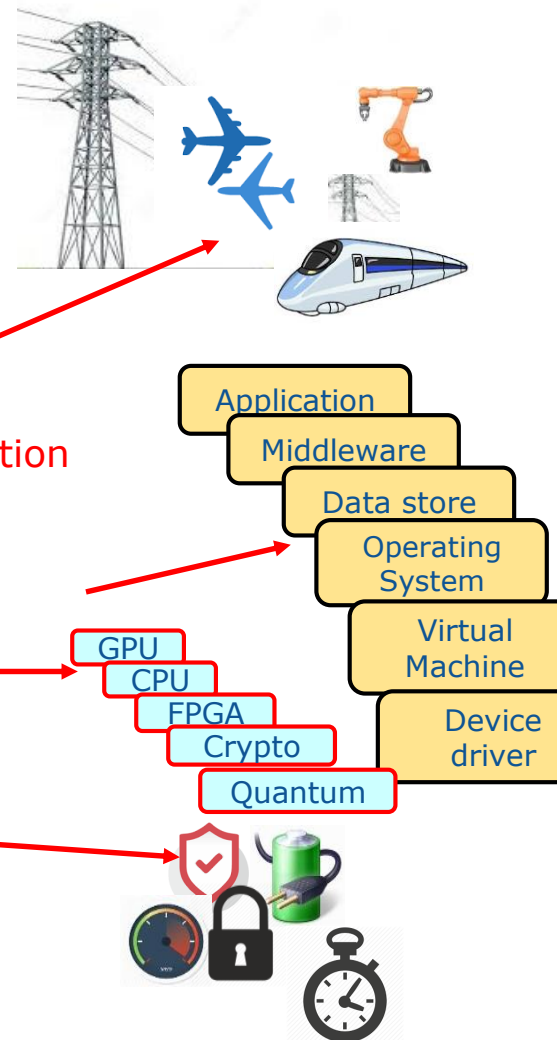 Application
tion
Middleware
Data store
Operating
System
Virtual
Machine
GPU
CPU
FPGA
Crypto
Device
driver
Quantum